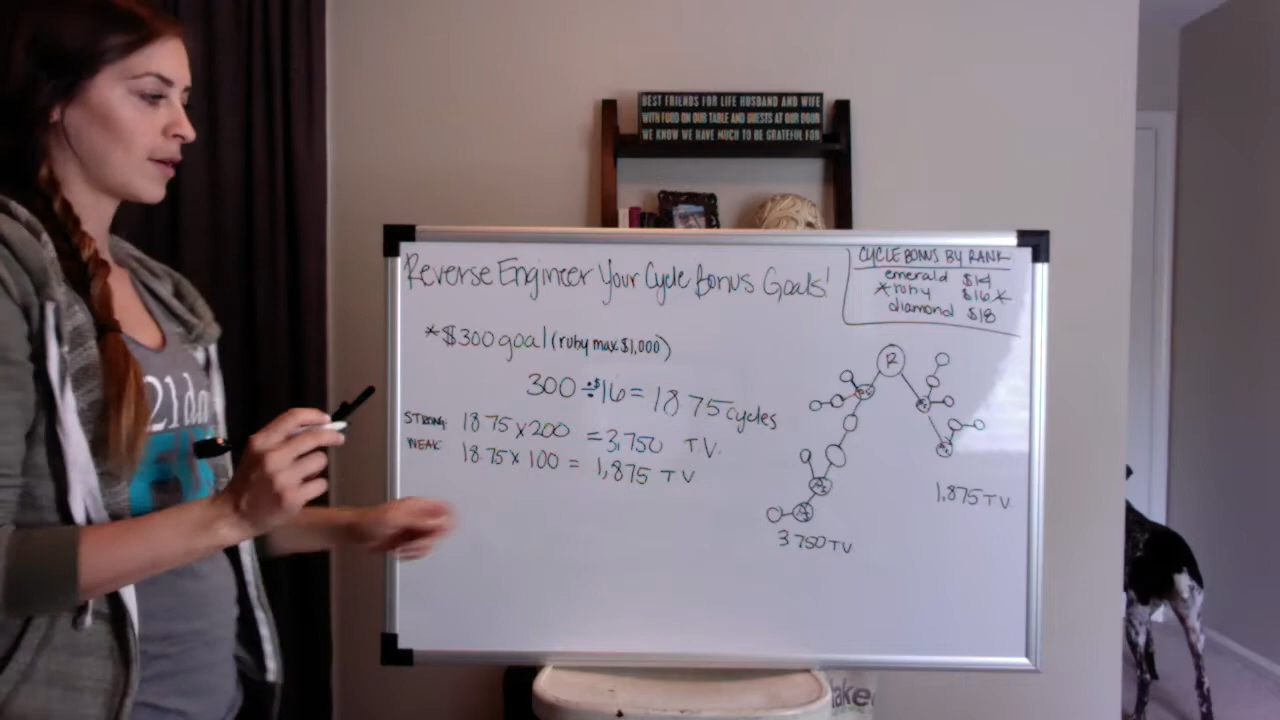 BEST FRIENDS FOR LIFE HUSBAND AND WIFE
WITH FOOD ON OUR TABLE AND GUESTS AT OUR DOOR
WE KNOW WE HAVE MUCH TO BE GRATEFUL FOR
Reverse Engineer Your Cycle Bonus Goals!
CYCLE BONUS BY RANK
emerald $14
*ruby $16*
diamond $18
*$300 goal (ruby max $1,000)
300 ÷ $16 = 18.75 cycles
STRONG: 18.75 x 200 = 3,750 TV.
WEAK: 18.75 x 100 = 1,875 TV
R
1,875 TV
3750 TV
21 da